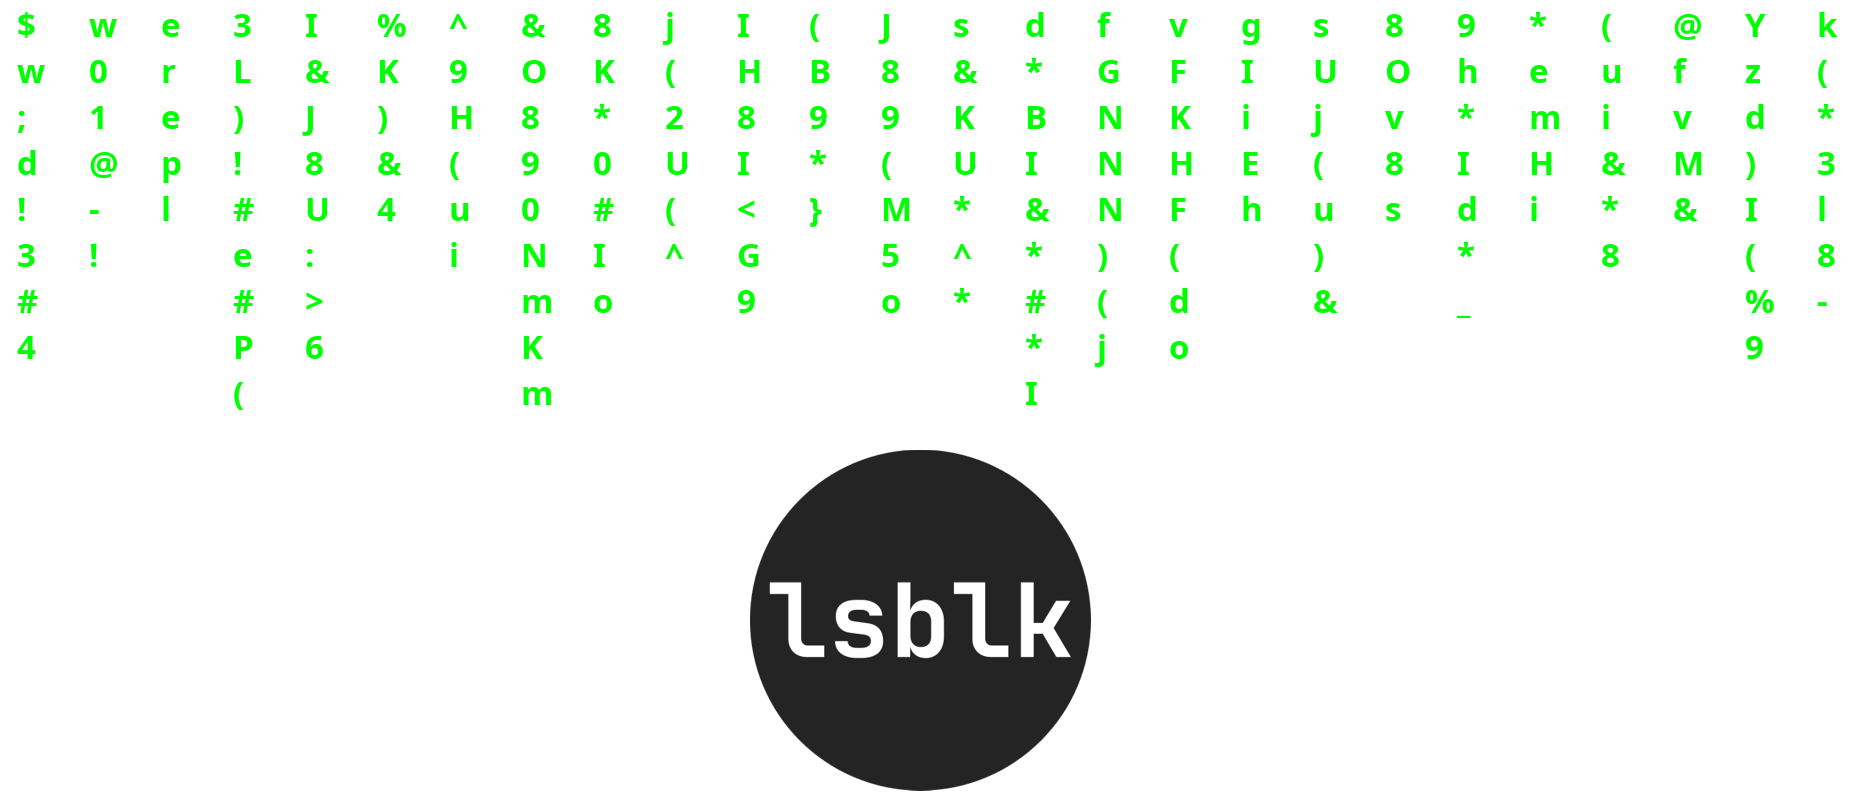 $ w e 3 I % ^ & 8 j I ( J s d f v g s 8 9 * ( @ Y k
w 0 r L & K 9 O K ( H B 8 & * G F I U O h e u f z (
; 1 e ) J ) H 8 * 2 8 9 9 K B N K i j v * m i v d *
d @ p ! 8 & ( 9 0 U I * ( U I N H E ( 8 I H & M ) 3
! - l # U 4 u 0 # ( < } M * & N F h u s d i * & I l
3 ! e : i N I ^ G 5 ^ * ) ( ) * 8 ( 8
# # > m o 9 o * # ( d & _ % -
4 P 6 K * j o 9
( m I
lsblk